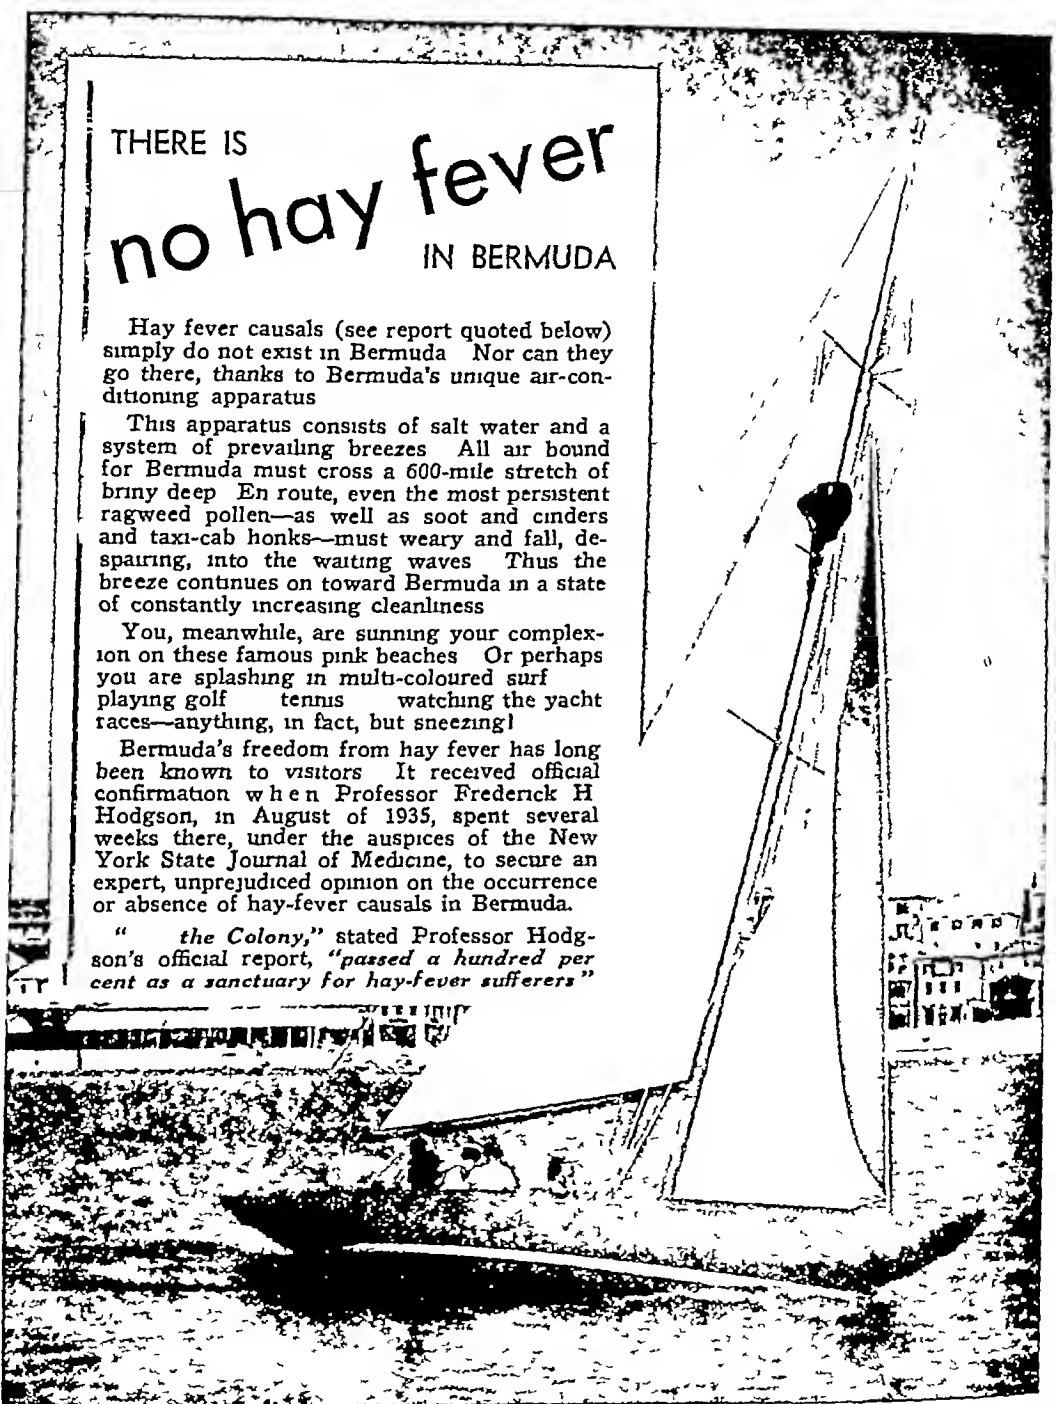 THERE IS
no hay fever
IN BERMUDA
Hay fever causals (see report quoted below)
simply do not exist in Bermuda Nor can they
go there, thanks to Bermuda's unique air-con-
ditioning apparatus
This apparatus consists of salt water and a
system of prevailing breezes All air bound
for Bermuda must cross a 600-mile stretch of
briny deep En route, even the most persistent
ragweed pollen—as well as soot and cinders
and taxi-cab honks—must weary and fall, de-
spairing, into the waiting waves Thus the
breeze continues on toward Bermuda in a state
of constantly increasing cleanliness
You, meanwhile, are sunning your complex-
ion on these famous pink beaches Or perhaps
you are splashing in multi-coloured surf
playing golf tennis watching the yacht
races—anything, in fact, but sneezing!
Bermuda's freedom from hay fever has long
been known to visitors It received official
confirmation when Professor Frederick H
Hodgson, in August of 1935, spent several
weeks there, under the auspices of the New
York State Journal of Medicine, to secure an
expert, unprejudiced opinion on the occurrence
or absence of hay-fever causals in Bermuda.
" the Colony," stated Professor Hodg-
son's official report, "passed a hundred per
cent as a sanctuary for hay-fever sufferers"